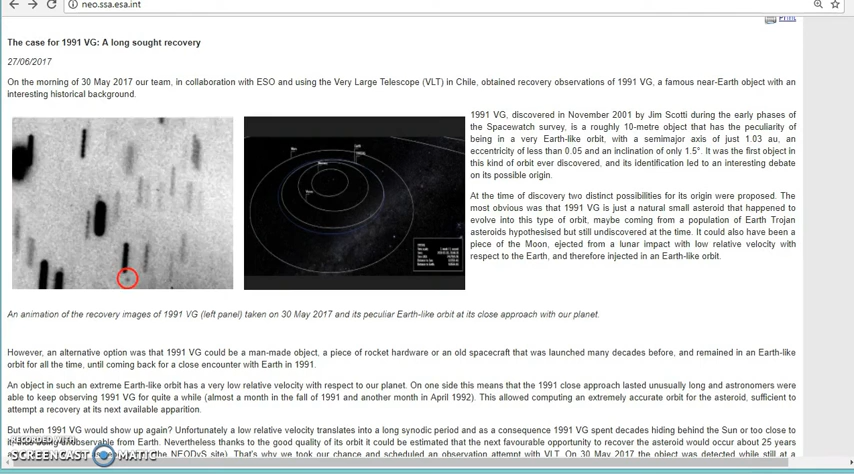 neo.ssa.esa.int
Print
The case for 1991 VG: A long sought recovery
27/06/2017
On the morning of 30 May 2017 our team, in collaboration with ESO and using the Very Large Telescope (VLT) in Chile, obtained recovery observations of 1991 VG, a famous near-Earth object with an
interesting historical background.
1991 VG, discovered in November 2001 by Jim Scotti during the early phases of
the Spacewatch survey, is a roughly 10-metre object that has the peculiarity of
being in a very Earth-like orbit, with a semimajor axis of just 1.03 au, an
eccentricity of less than 0.05 and an inclination of only 1.5°. It was the first object in
this kind of orbit ever discovered, and its identification led to an interesting debate
on its possible origin.
At the time of discovery two distinct possibilities for its origin were proposed. The
most obvious was that 1991 VG is just a natural small asteroid that happened to
evolve into this type of orbit, maybe coming from a population of Earth Trojan
asteroids hypothesised but still undiscovered at the time. It could also have been a
piece of the Moon, ejected from a lunar impact with low relative velocity with
respect to the Earth, and therefore injected in an Earth-like orbit.
An animation of the recovery images of 1991 VG (left panel) taken on 30 May 2017 and its peculiar Earth-like orbit at its close approach with our planet.
However, an alternative option was that 1991 VG could be a man-made object, a piece of rocket hardware or an old spacecraft that was launched many decades before, and remained in an Earth-like
orbit for all the time, until coming back for a close encounter with Earth in 1991.
An object in such an extreme Earth-like orbit has a very low relative velocity with respect to our planet. On one side this means that the 1991 close approach lasted unusually long and astronomers were
able to keep observing 1991 VG for quite a while (almost a month in the fall of 1991 and another month in April 1992). This allowed computing an extremely accurate orbit for the asteroid, sufficient to
attempt a recovery at its next available apparition.
But when 1991 VG would show up again? Unfortunately a low relative velocity translates into a long synodic period and as a consequence 1991 VG spent decades hiding behind the Sun or too close to
it, thus being unobservable from Earth. Nevertheless thanks to the good quality of its orbit it could be estimated that the next favourable opportunity to recover the asteroid would occur about 25 years
the NEODyS site). That's why we took our chance and scheduled an observation attempt with VLT. On 30 May 2017 the object was detected while still at a
RECORDED WITH
SCREENCAST MATIC